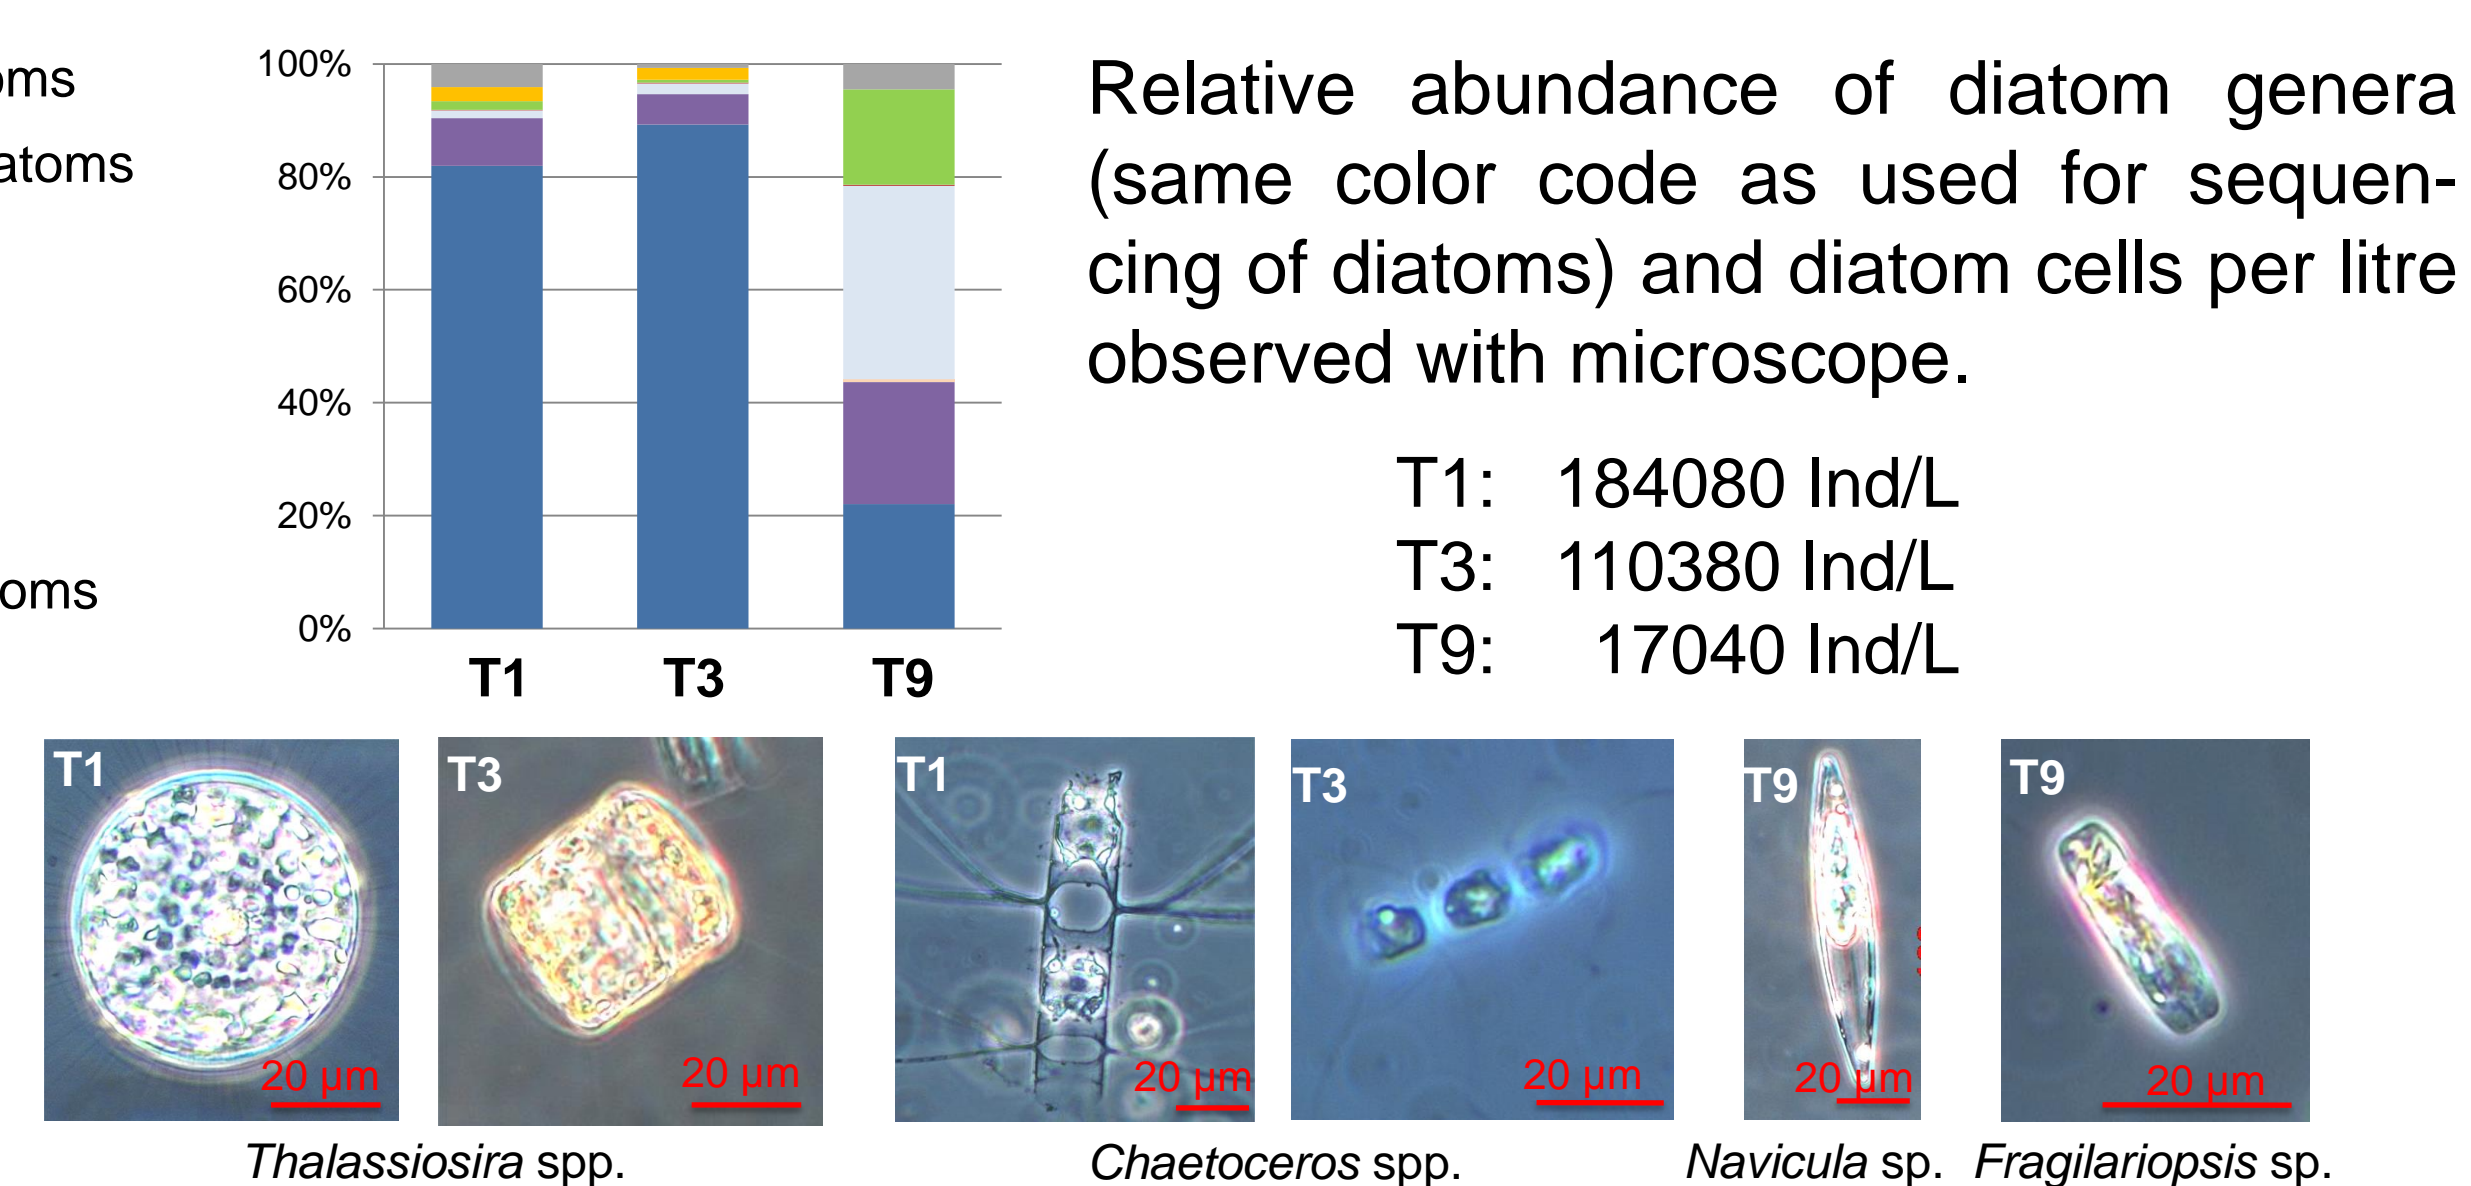 oms
atoms
oms
100%
80%
60%
40%
20%
0%
T1 T3 T9
Relative abundance of diatom genera
(same color code as used for sequen-
cing of diatoms) and diatom cells per litre
observed with microscope.
T1: 184080 Ind/L
T3: 110380 Ind/L
T9: 17040 Ind/L
T1 T3 T1 T3 T9 T9
20 µm 20 µm 20 µm 20 µm 20 µm 20 µm
Thalassiosira spp. Chaetoceros spp. Navicula sp. Fragilariopsis sp.